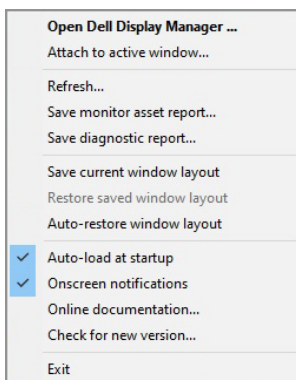 Open Dell Display Manager ...
Attach to active window...
Refresh...
Save monitor asset report...
Save diagnostic report...
Save current window layout
Restore saved window layout
Auto-restore window layout
Auto-load at startup
Onscreen notifications
Online documentation...
Check for new version...
Exit